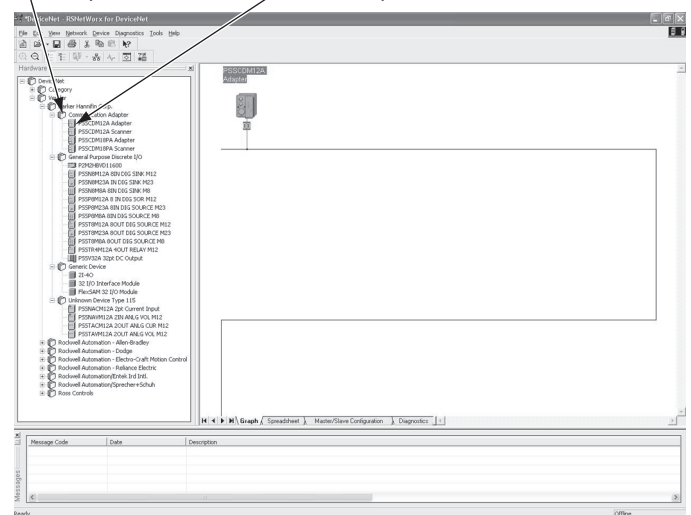 *DeviceNet - RSNetWorx for DeviceNet
File Edit View Network Device Diagnostics Tools Help
Hardware
DeviceNet
Category
Vendor
Parker Hannifin Corp.
Communication Adapter
PSSCDM12A Adapter
PSSCDM12A Scanner
PSSCDM18PA Adapter
PSSCDM18PA Scanner
General Purpose Discrete I/O
P2M2HBVD11600
PSSN8M12A 8IN DIG SINK M12
PSSN8M23A IN DIG SINK M23
PSSN8M8A 8IN DIG SINK M8
PSSP8M12A 8 IN DIG SOR M12
PSSP8M23A 8IN DIG SOURCE M23
PSSP8M8A 8IN DIG SOURCE M8
PSST8M12A 8OUT DIG SOURCE M12
PSST8M23A 8OUT DIG SOURCE M23
PSST8M8A 8OUT DIG SOURCE M8
PSSTR4M12A 4OUT RELAY M12
PSSV32A 32pt DC Output
Generic Device
2I-4O
32 I/O Interface Module
FlexSAM 32 I/O Module
Unknown Device Type 115
PSSNACM12A 2pt Current Input
PSSNAVM12A 2IN ANLG VOL M12
PSSTACM12A 2OUT ANLG CUR M12
PSSTAVM12A 2OUT ANLG VOL M12
Rockwell Automation - Allen-Bradley
Rockwell Automation - Dodge
Rockwell Automation - Electro-Craft Motion Control
Rockwell Automation - Reliance Electric
Rockwell Automation/Entek Ird Intl.
Rockwell Automation/Sprecher+Schuh
Ross Controls
PSSCDM12A
Adapter
Graph
Spreadsheet
Master/Slave Configuration
Diagnostics
Messages
Message Code
Date
Description
Ready
Offline